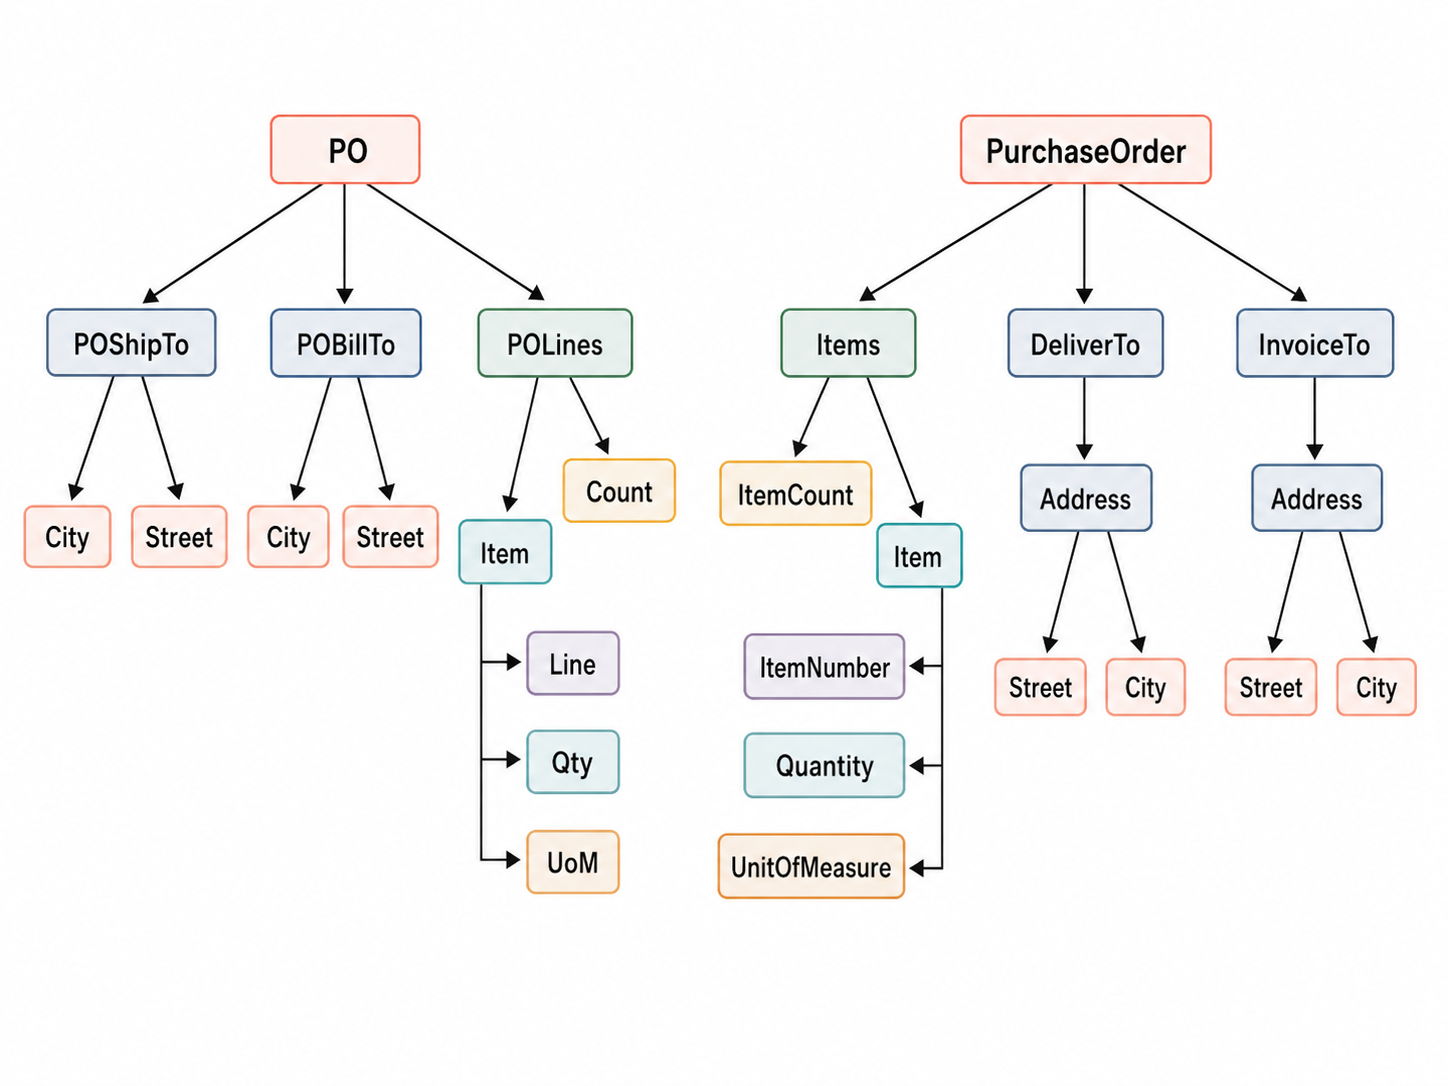 PO
PurchaseOrder
POShipTo
POBillTo
POLines
Items
DeliverTo
InvoiceTo
Count
ItemCount
Address
Address
City
Street
City
Street
Item
Item
Line
ItemNumber
Street
City
Street
City
Qty
Quantity
UoM
UnitOfMeasure